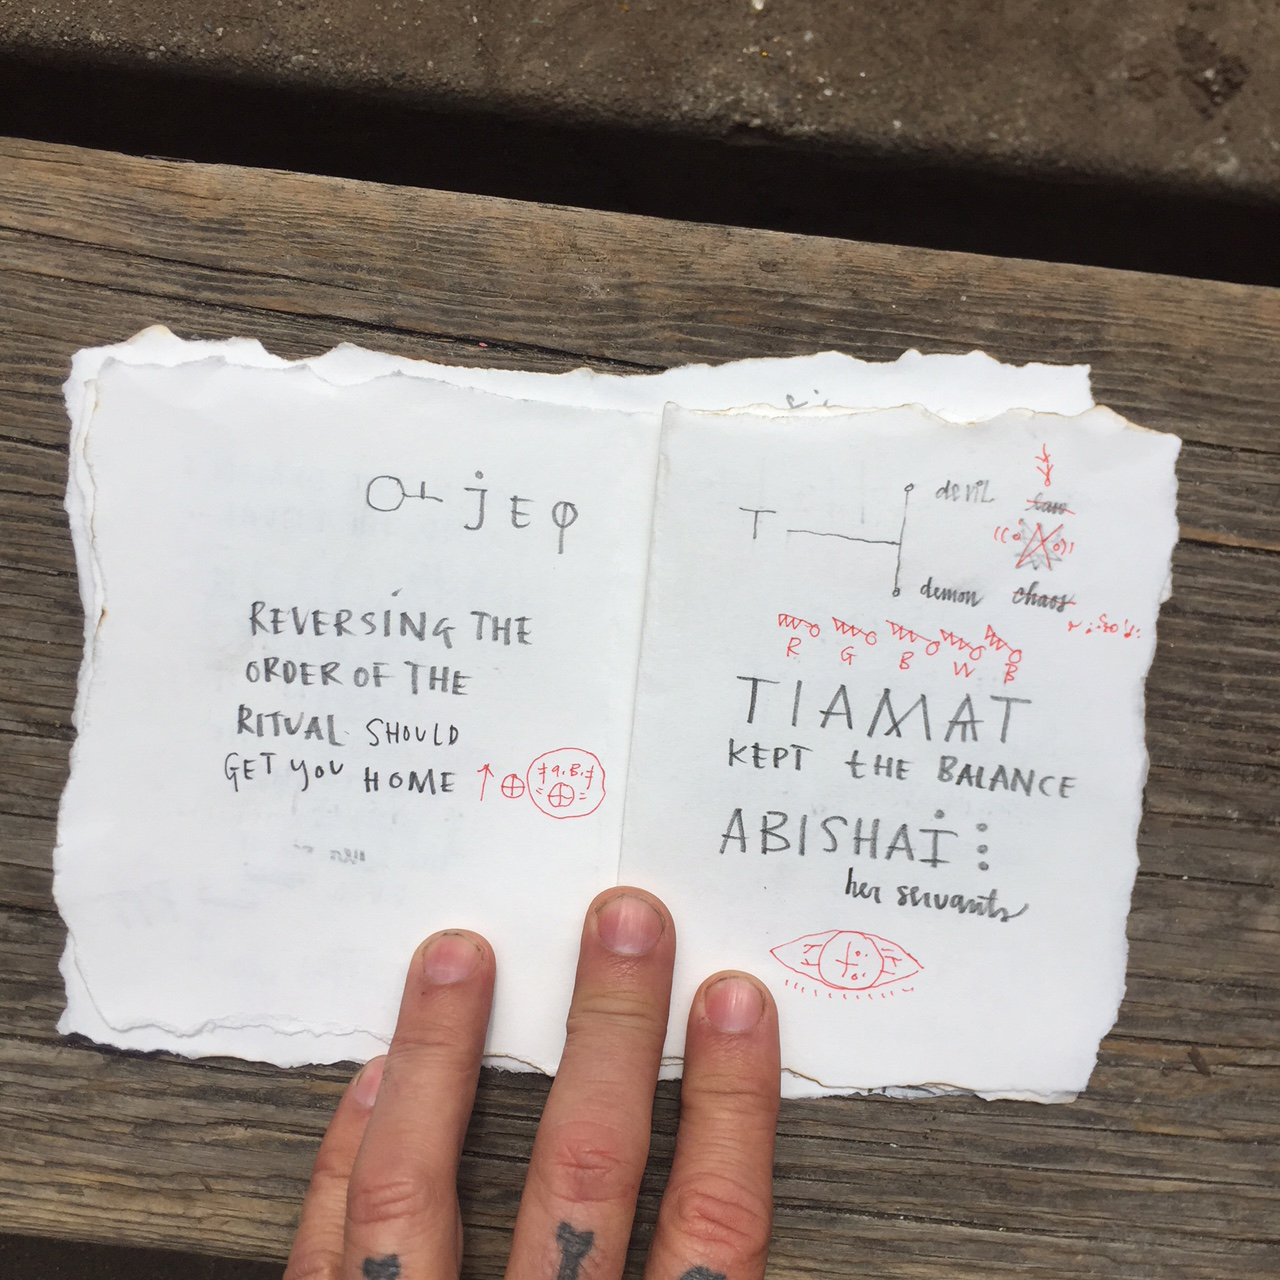 REVERSING THE
ORDER OF THE
RITUAL SHOULD
GET YOU HOME
T
devil
law
demon
chaos
R G B W B
TIAMAT
KEPT THE BALANCE
ABISHAI:
her servants